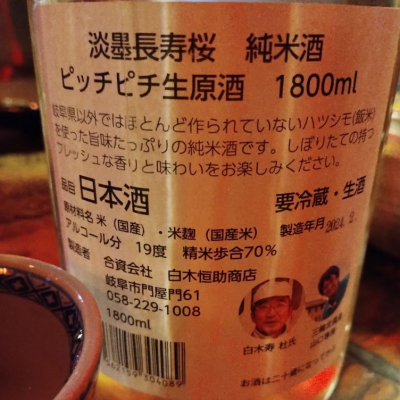 淡墨長寿桜　純米酒
ピッチピチ生原酒　1800ml
岐阜県以外ではほとんど作られていないハツシモ(飯米)
を使った旨味たっぷりの純米酒です。しぼりたての持つ
フレッシュな香りと味わいをお楽しみください。
品目 日本酒　要冷蔵・生酒
原材料名 米（国産）・米麹（国産米）　製造年月 2024. 2.
アルコール分　19度　精米歩合70%
製造者　合資会社　白木恒助商店
岐阜市門屋門61
058-229-1008
1800ml
白木寿 杜氏
お酒は二十歳になってから